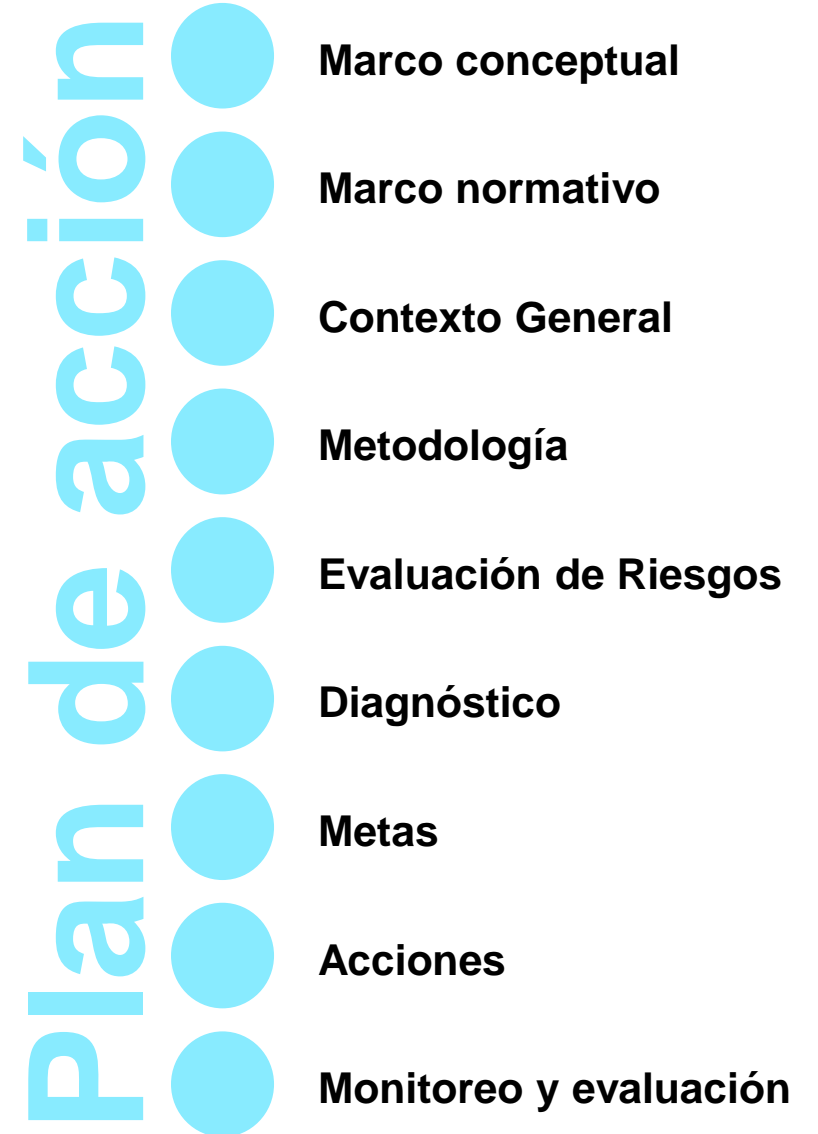 Plan de acción
Marco conceptual
Marco normativo
Contexto General
Metodología
Evaluación de Riesgos
Diagnóstico
Metas
Acciones
Monitoreo y evaluación